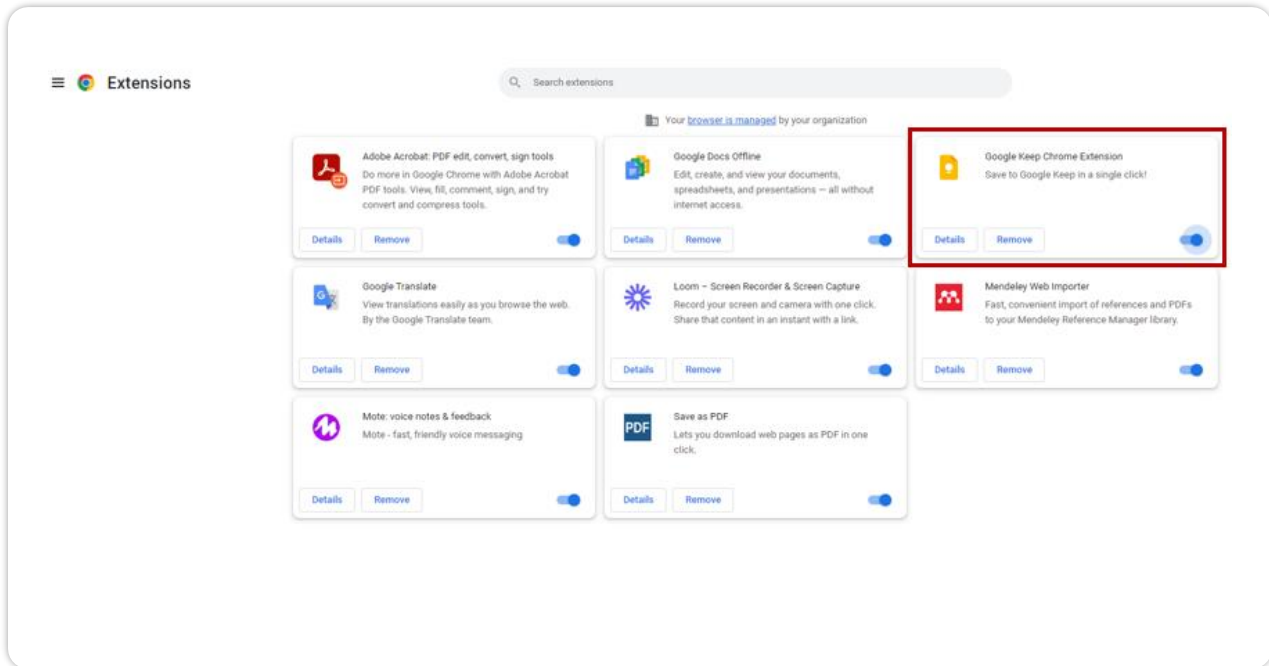 Extensions
Search extensions
Your browser is managed by your organization
Adobe Acrobat: PDF edit, convert, sign tools
Do more in Google Chrome with Adobe Acrobat
PDF tools. View, fill, comment, sign, and try
convert and compress tools.
Details Remove
Google Docs Offline
Edit, create, and view your documents,
spreadsheets, and presentations — all without
internet access.
Details Remove
Google Keep Chrome Extension
Save to Google Keep in a single click!
Details Remove
Google Translate
View translations easily as you browse the web.
By the Google Translate team.
Details Remove
Loom – Screen Recorder & Screen Capture
Record your screen and camera with one click.
Share that content in an instant with a link.
Details Remove
Mendeley Web Importer
Fast, convenient import of references and PDFs
to your Mendeley Reference Manager library.
Details Remove
Mote: voice notes & feedback
Mote - fast, friendly voice messaging
Details Remove
PDF
Save as PDF
Lets you download web pages as PDF in one
click.
Details Remove